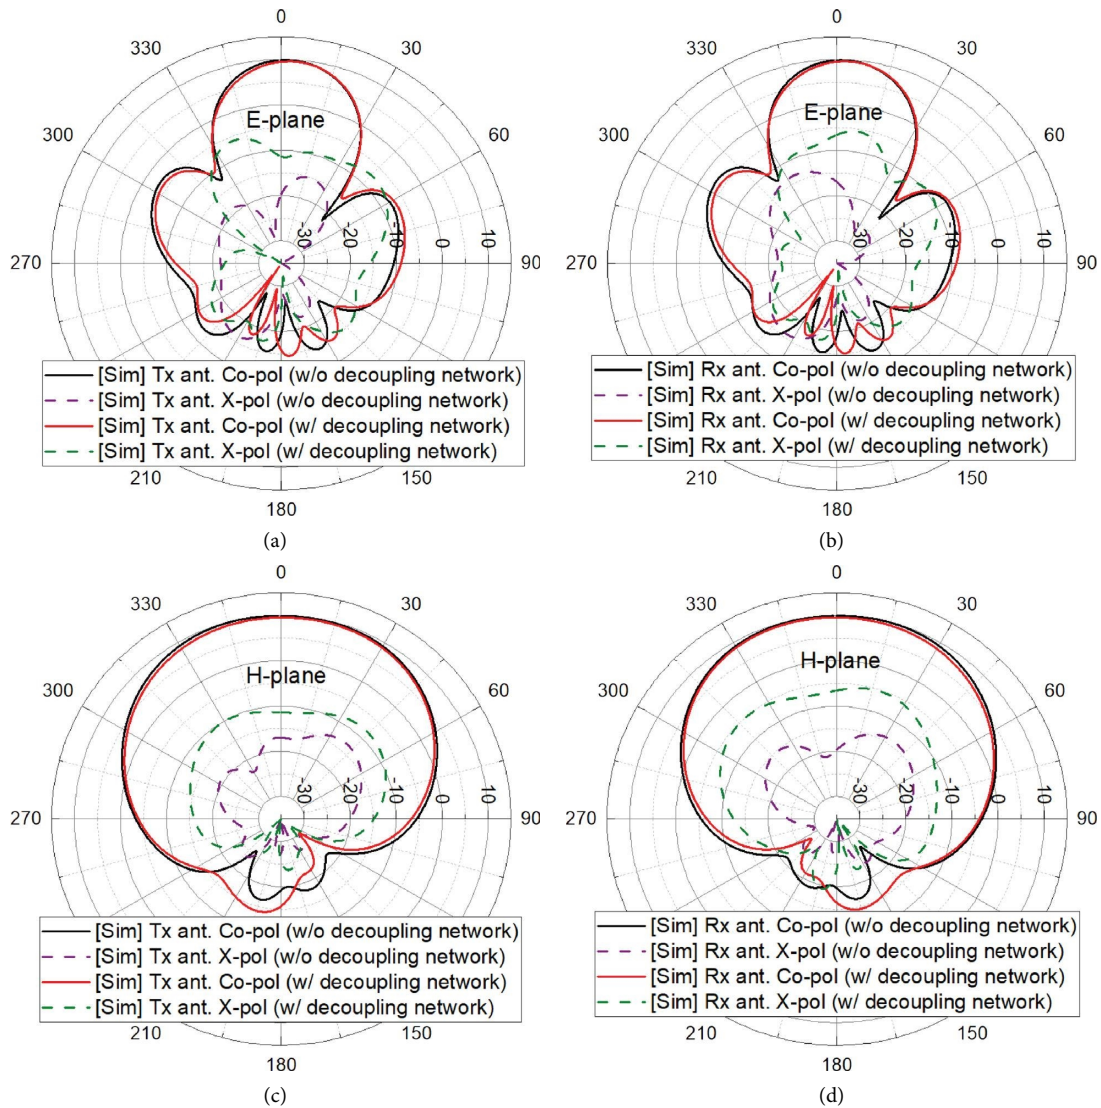 0
330 30
E-plane
300 60
-30 -20 -10 0 10
270 90
[Sim] Tx ant. Co-pol (w/o decoupling network)
[Sim] Tx ant. X-pol (w/o decoupling network)
[Sim] Tx ant. Co-pol (w/ decoupling network)
[Sim] Tx ant. X-pol (w/ decoupling network)
210 150
180
(a)
0
330 30
E-plane
300 60
-30 -20 -10 0 10
270 90
[Sim] Rx ant. Co-pol (w/o decoupling network)
[Sim] Rx ant. X-pol (w/o decoupling network)
[Sim] Rx ant. Co-pol (w/ decoupling network)
[Sim] Rx ant. X-pol (w/ decoupling network)
210 150
180
(b)
0
330 30
H-plane
300 60
-30 -20 -10 0 10
270 90
[Sim] Tx ant. Co-pol (w/o decoupling network)
[Sim] Tx ant. X-pol (w/o decoupling network)
[Sim] Tx ant. Co-pol (w/ decoupling network)
[Sim] Tx ant. X-pol (w/ decoupling network)
210 150
180
(c)
0
330 30
H-plane
300 60
-30 -20 -10 0 10
270 90
[Sim] Rx ant. Co-pol (w/o decoupling network)
[Sim] Rx ant. X-pol (w/o decoupling network)
[Sim] Rx ant. Co-pol (w/ decoupling network)
[Sim] Rx ant. X-pol (w/ decoupling network)
210 150
180
(d)